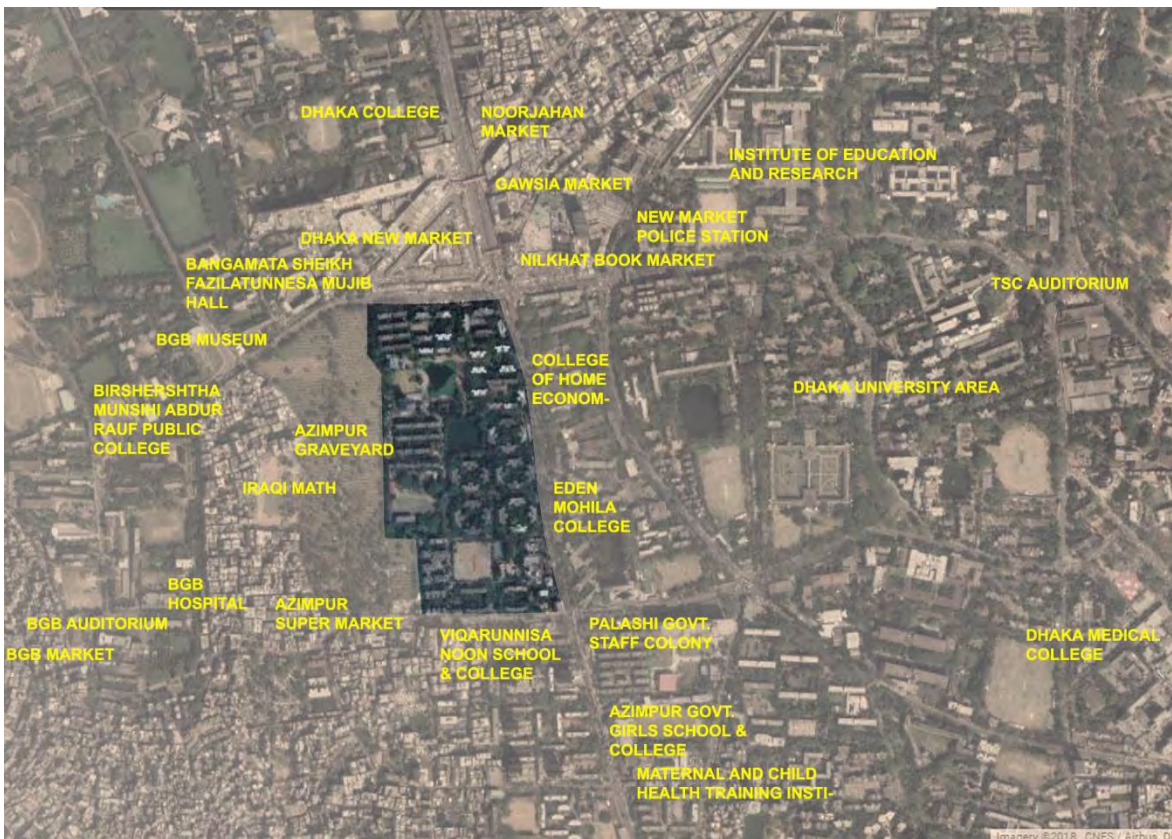 DHAKA COLLEGE
NOORJAHAN
MARKET
INSTITUTE OF EDUCATION
AND RESEARCH
GAWSIA MARKET
NEW MARKET
POLICE STATION
DHAKA NEW MARKET
NILKHAT BOOK MARKET
BANGAMATA SHEIKH
FAZILATUNNESA MUJIB
HALL
TSC AUDITORIUM
BGB MUSEUM
COLLEGE
OF HOME
ECONOM-
DHAKA UNIVERSITY AREA
BIRSHERSHTHA
MUNSIHI ABDUR
RAUF PUBLIC
COLLEGE
AZIMPUR
GRAVEYARD
IRAQI MATH
EDEN
MOHILA
COLLEGE
BGB
HOSPITAL
AZIMPUR
SUPER MARKET
BGB AUDITORIUM
BGB MARKET
VIQARUNNISA
NOON SCHOOL
& COLLEGE
PALASHI GOVT.
STAFF COLONY
DHAKA MEDICAL
COLLEGE
AZIMPUR GOVT.
GIRLS SCHOOL &
COLLEGE
MATERNAL AND CHILD
HEALTH TRAINING INSTI-
Imagery ©2018, CNES / Airbus, D